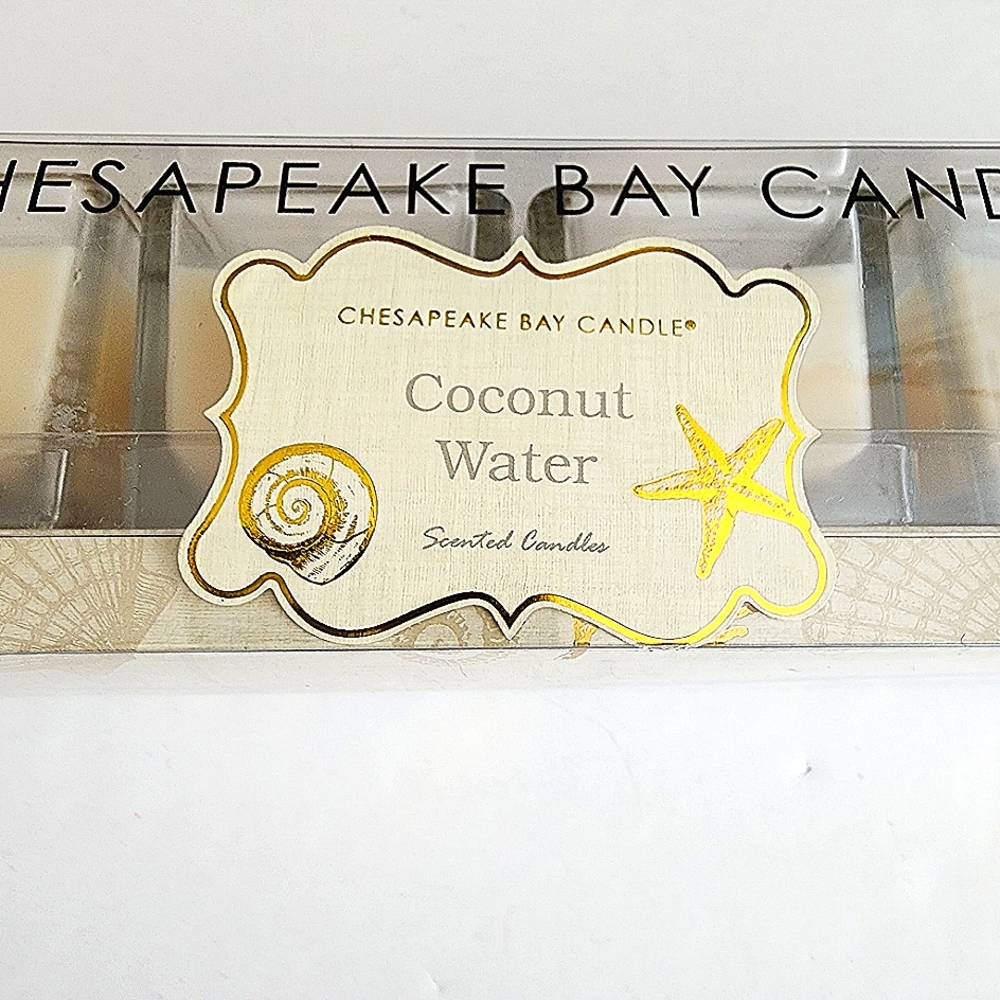 HESAPEAKE BAY CAND
CHESAPEAKE BAY CANDLE®
Coconut
Water
Scented Candles